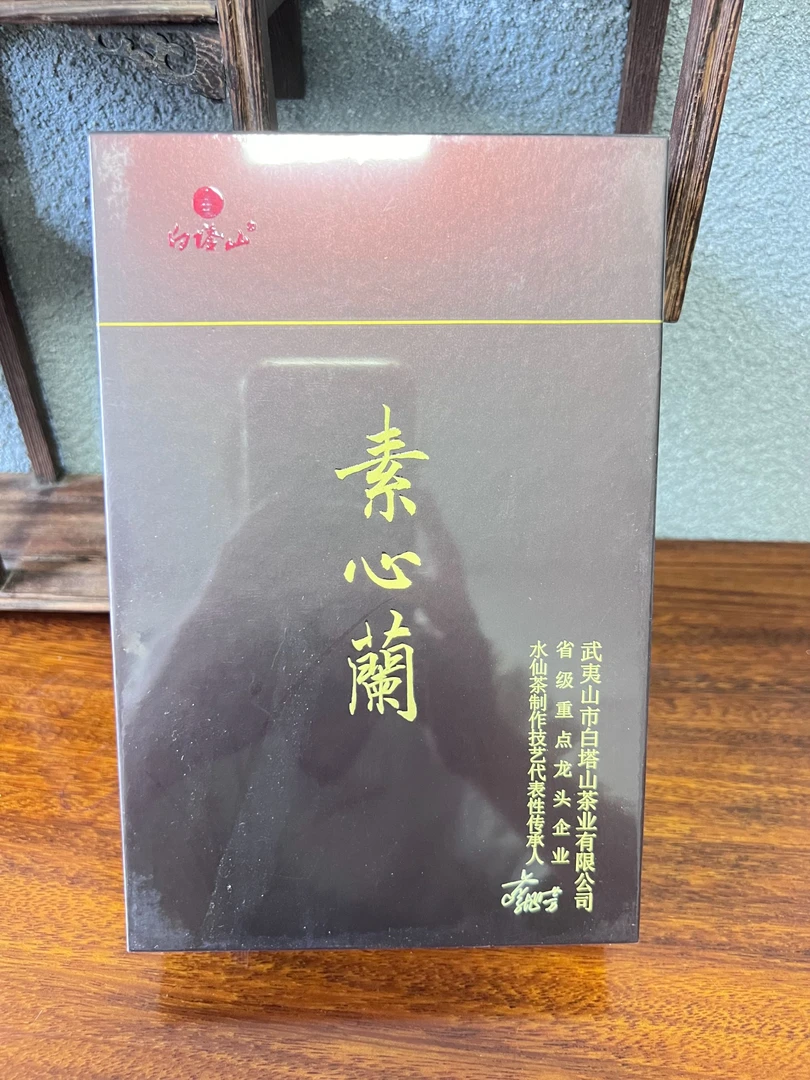 白塔山
素心蘭
武夷山市白塔山茶业有限公司
省级重点龙头企业
水仙茶制作技艺代表性传承人